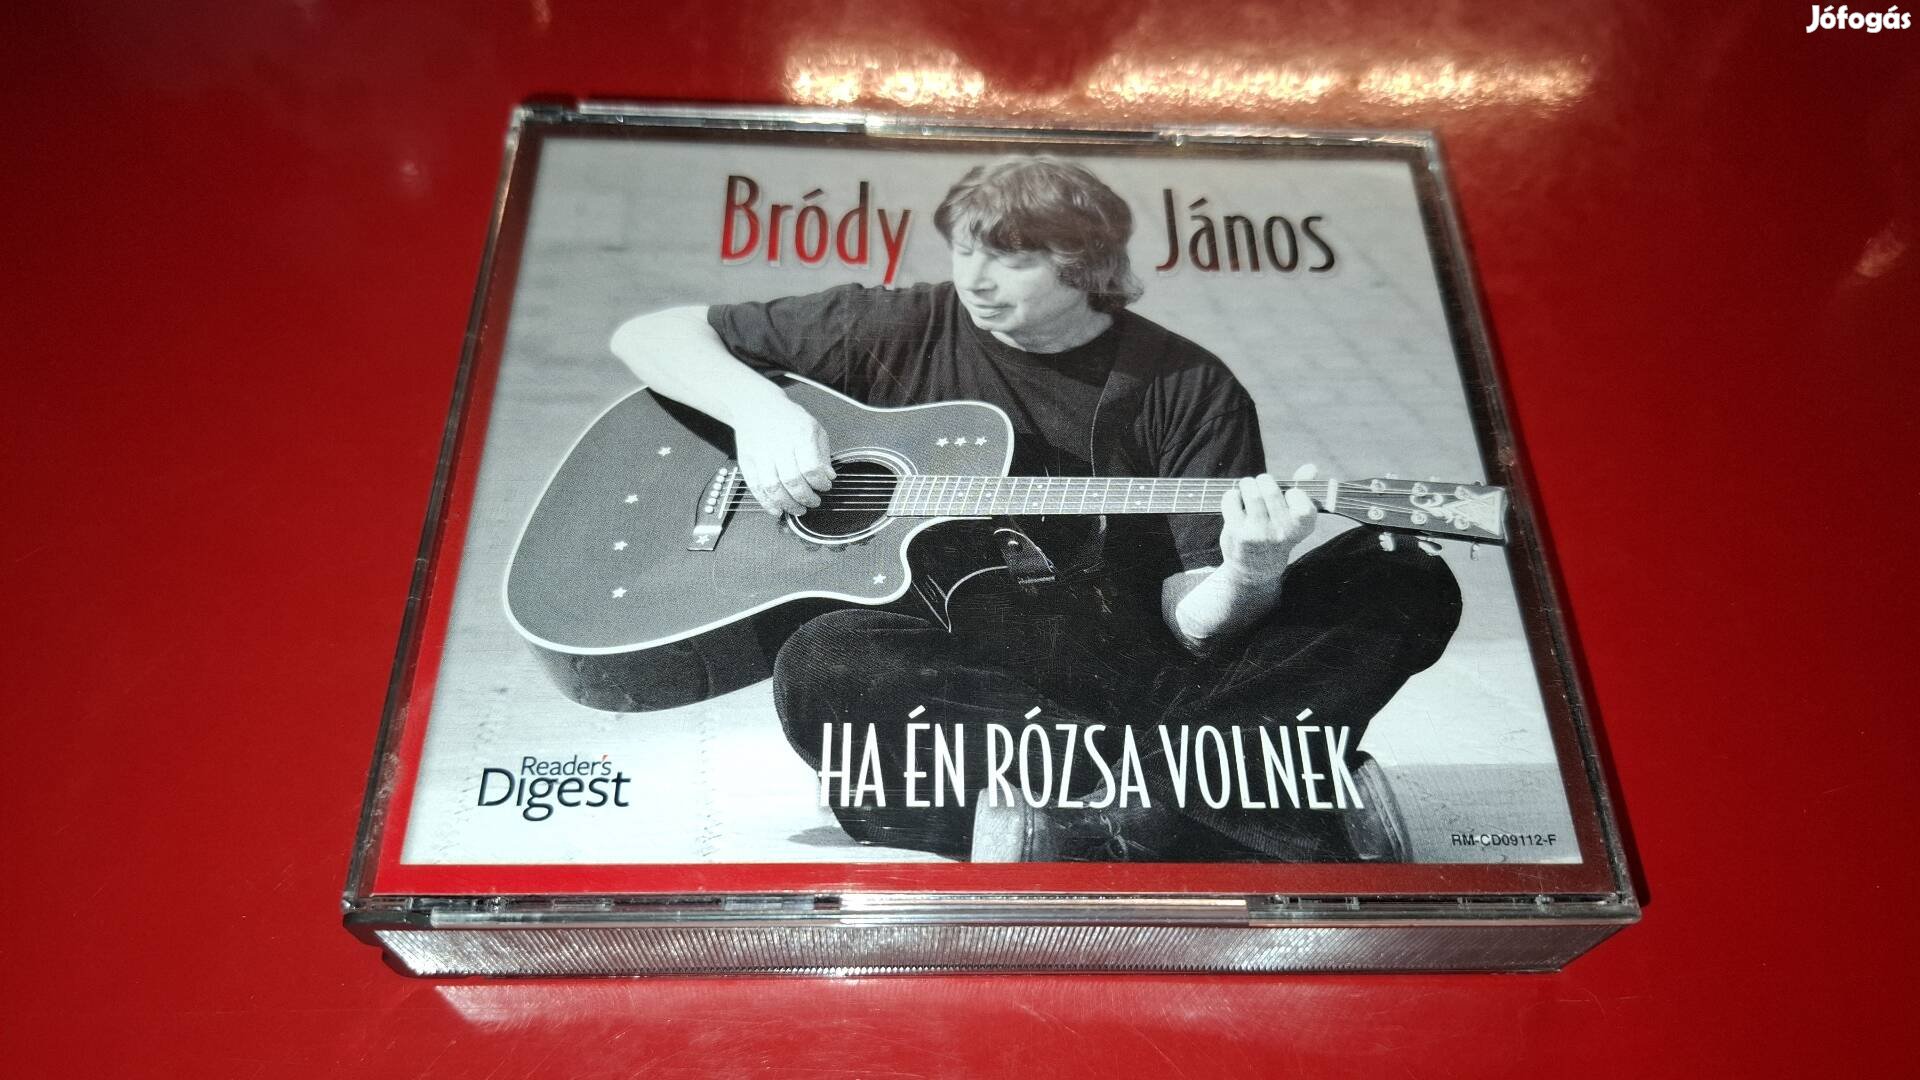 Jófogás
Bródy János
HA ÉN RÓZSA VOLNÉK
Reader's
Digest
RM-CD09112-F